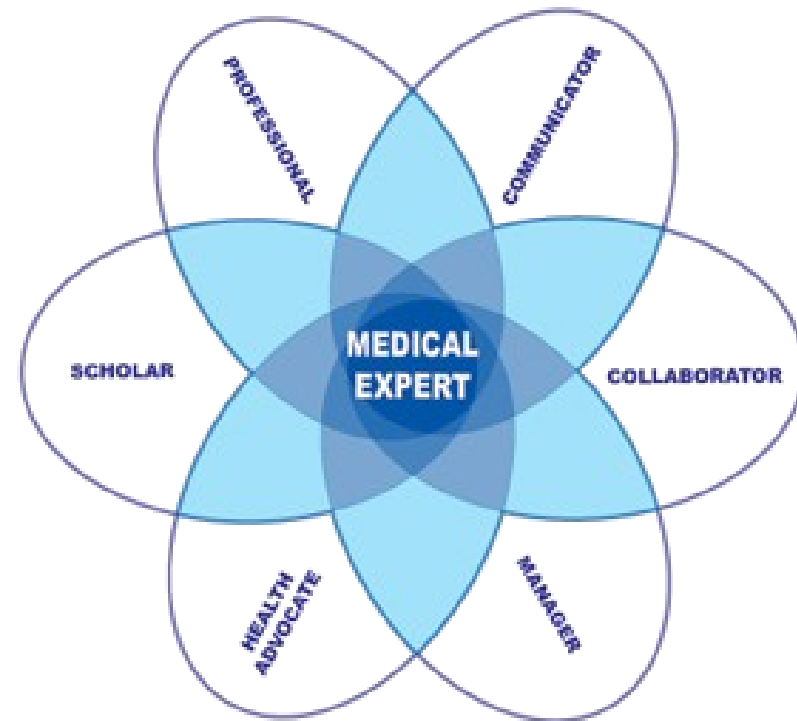 PROFESSIONAL
COMMUNICATOR
SCHOLAR
MEDICAL
EXPERT
COLLABORATOR
HEALTH
ADVOCATE
MANAGER